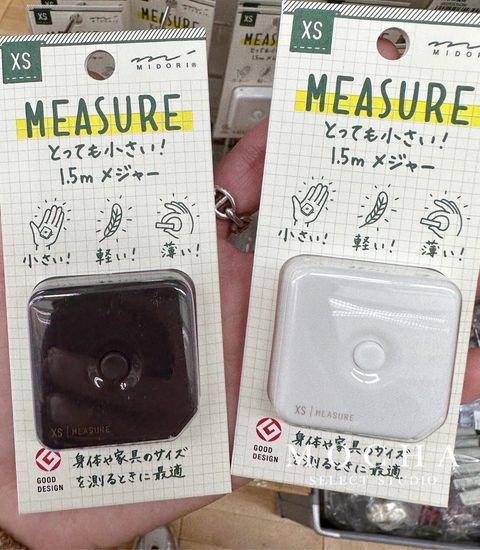 XS
MIDORI®
MEASURE
とっても小さい!
1.5m メジャー
小さい!
軽い!
薄い!
XS | MEASURE
GOOD DESIGN
身体や家具のサイズ
を測るときに最適
XS
MIDORI
MEASURE
とっても小さい!
1.5m メジャー
小さい!
軽い!
薄い!
XS | MEASURE
GOOD DESIGN
身体や家具のサイズ
を測るときに最適
SELECT STUDIO
XS
XS